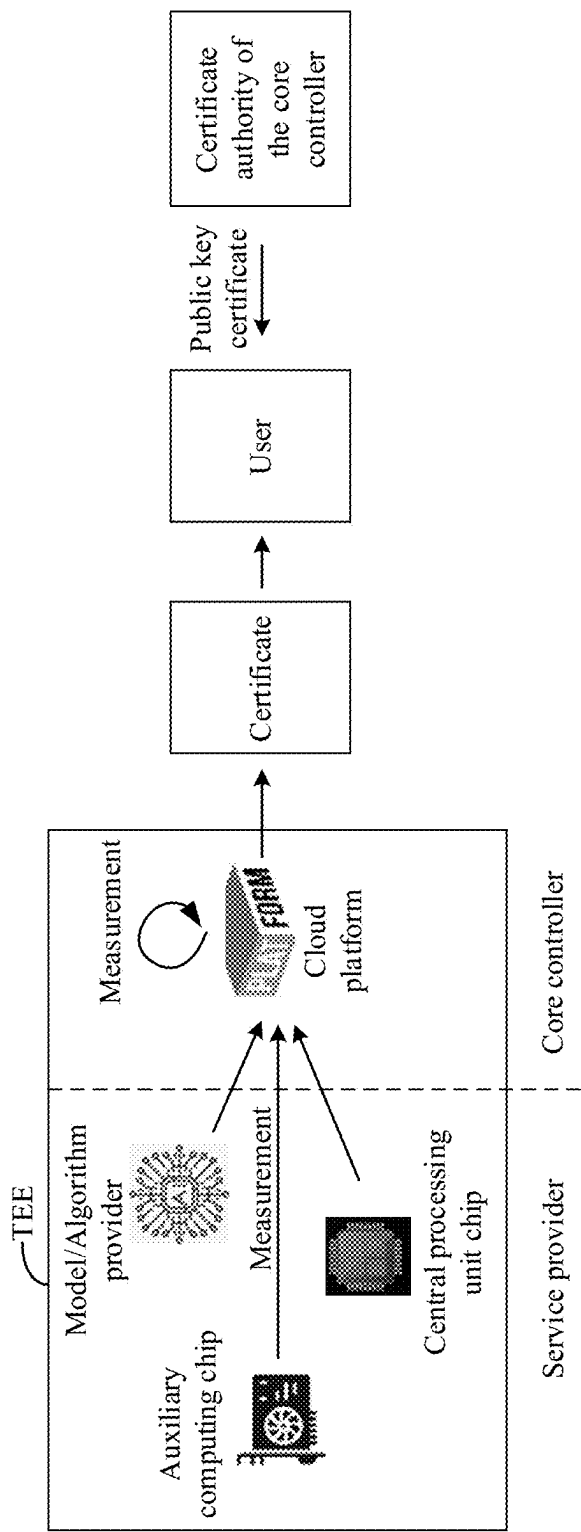 TEE
Model/Algorithm
provider
Auxiliary
computing chip
Measurement
Central processing
unit chip
Service provider
Measurement
PLATFORM
Cloud
platform
Core controller
Certificate
User
Public key
certificate
Certificate
authority of
the core
controller